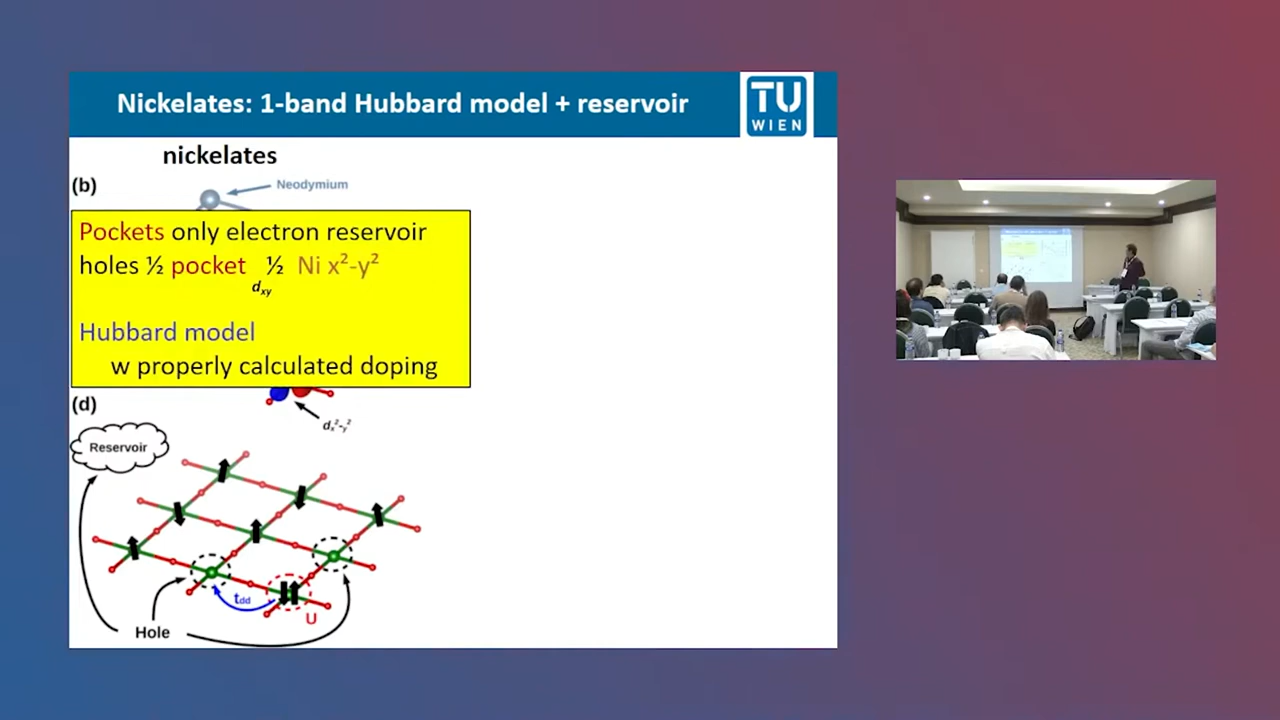 Nickelates: 1-band Hubbard model + reservoir
TU
WIEN
nickelates
(b)
Neodymium
Pockets only electron reservoir
holes ½ pocket ½ Ni x²-y²
dxy
Hubbard model
w properly calculated doping
(d)
dx²-y²
Reservoir
tdd
U
Hole